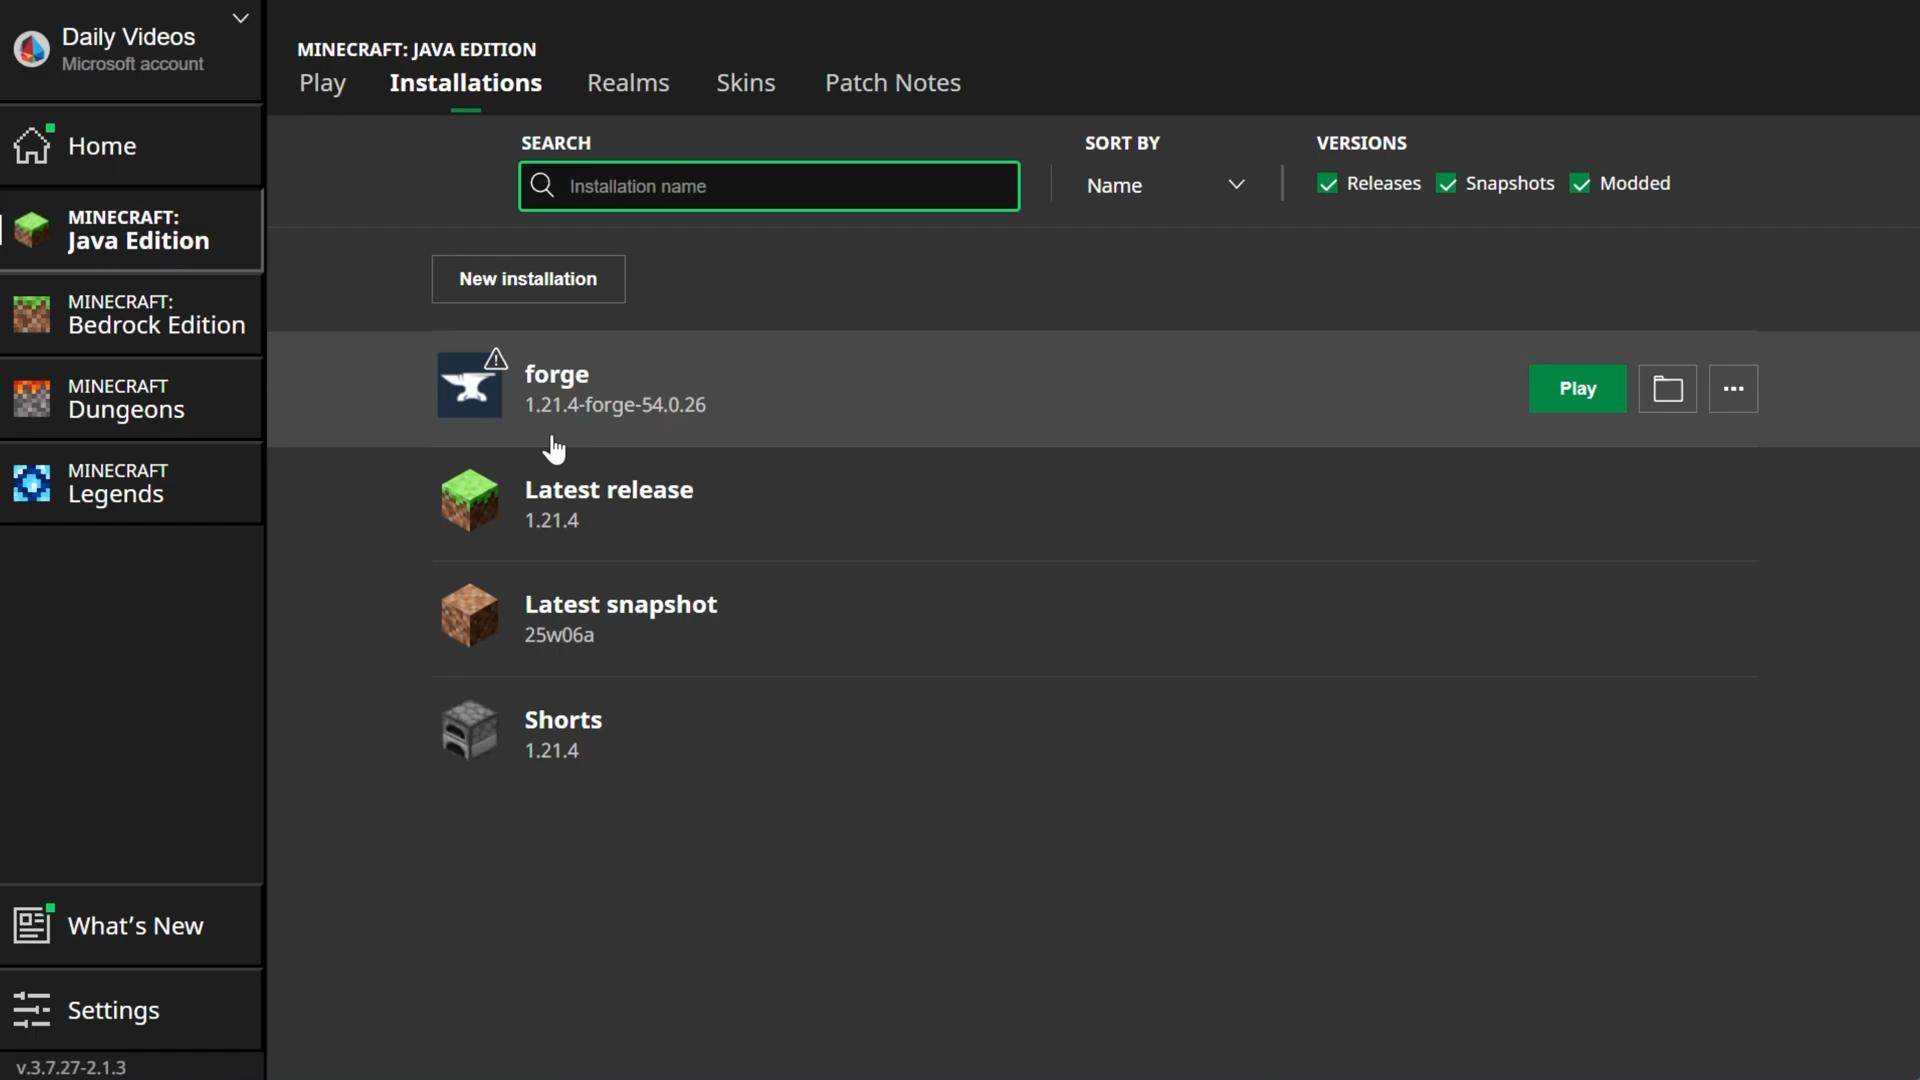 Daily Videos
Microsoft account
Home
MINECRAFT:
Java Edition
MINECRAFT:
Bedrock Edition
MINECRAFT
Dungeons
MINECRAFT
Legends
What's New
Settings
v.3.7.27-2.1.3
MINECRAFT: JAVA EDITION
Play Installations Realms Skins Patch Notes
SEARCH SORT BY VERSIONS
Installation name Name Releases Snapshots Modded
New installation
forge
1.21.4-forge-54.0.26
Play
Latest release
1.21.4
Latest snapshot
25w06a
Shorts
1.21.4